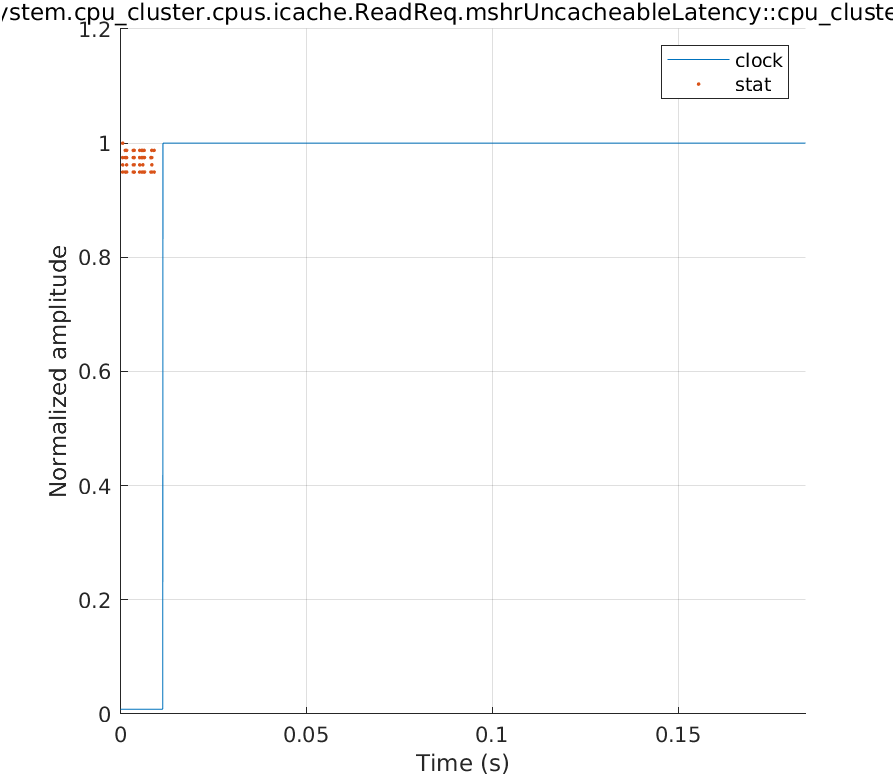 ystem.cpu_cluster.cpus.icache.ReadReq.mshrUncacheableLatency::cpu_cluste
1.2
clock
stat
1
0.8
0.6
0.4
0.2
0
Normalized amplitude
0
0.05
0.1
0.15
Time (s)